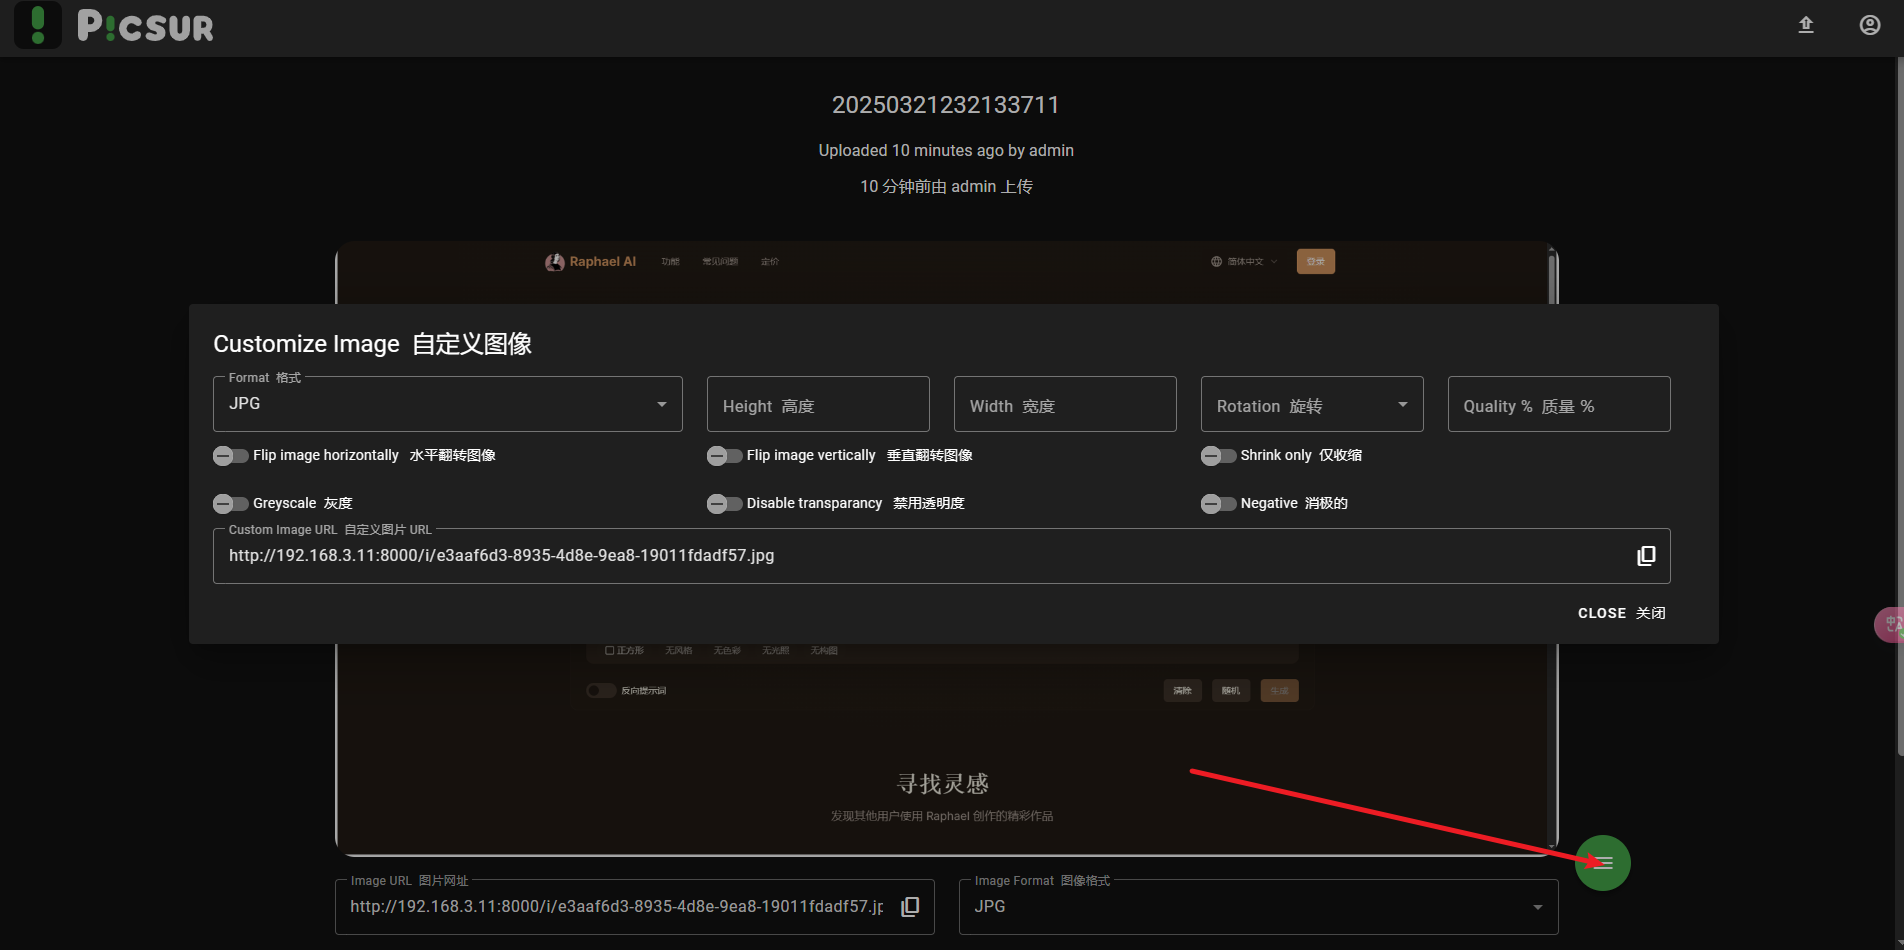 PICSUR
20250321232133711
Uploaded 10 minutes ago by admin
10 分钟前由 admin 上传
Raphael AI 功能 常见问题 定价 简体中文 登录
Customize Image 自定义图像
Format 格式
JPG
Height 高度
Width 宽度
Rotation 旋转
Quality % 质量 %
Flip image horizontally 水平翻转图像
Flip image vertically 垂直翻转图像
Shrink only 仅收缩
Greyscale 灰度
Disable transparancy 禁用透明度
Negative 消极的
Custom Image URL 自定义图片 URL
http://192.168.3.11:8000/i/e3aaf6d3-8935-4d8e-9ea8-19011fdadf57.jpg
CLOSE 关闭
正方形 无风格 无色彩 无光照 无构图
反向提示词 清除 随机 生成
寻找灵感
发现其他用户使用 Raphael 创作的精彩作品
Image URL 图片网址
http://192.168.3.11:8000/i/e3aaf6d3-8935-4d8e-9ea8-19011fdadf57.jp
Image Format 图像格式
JPG